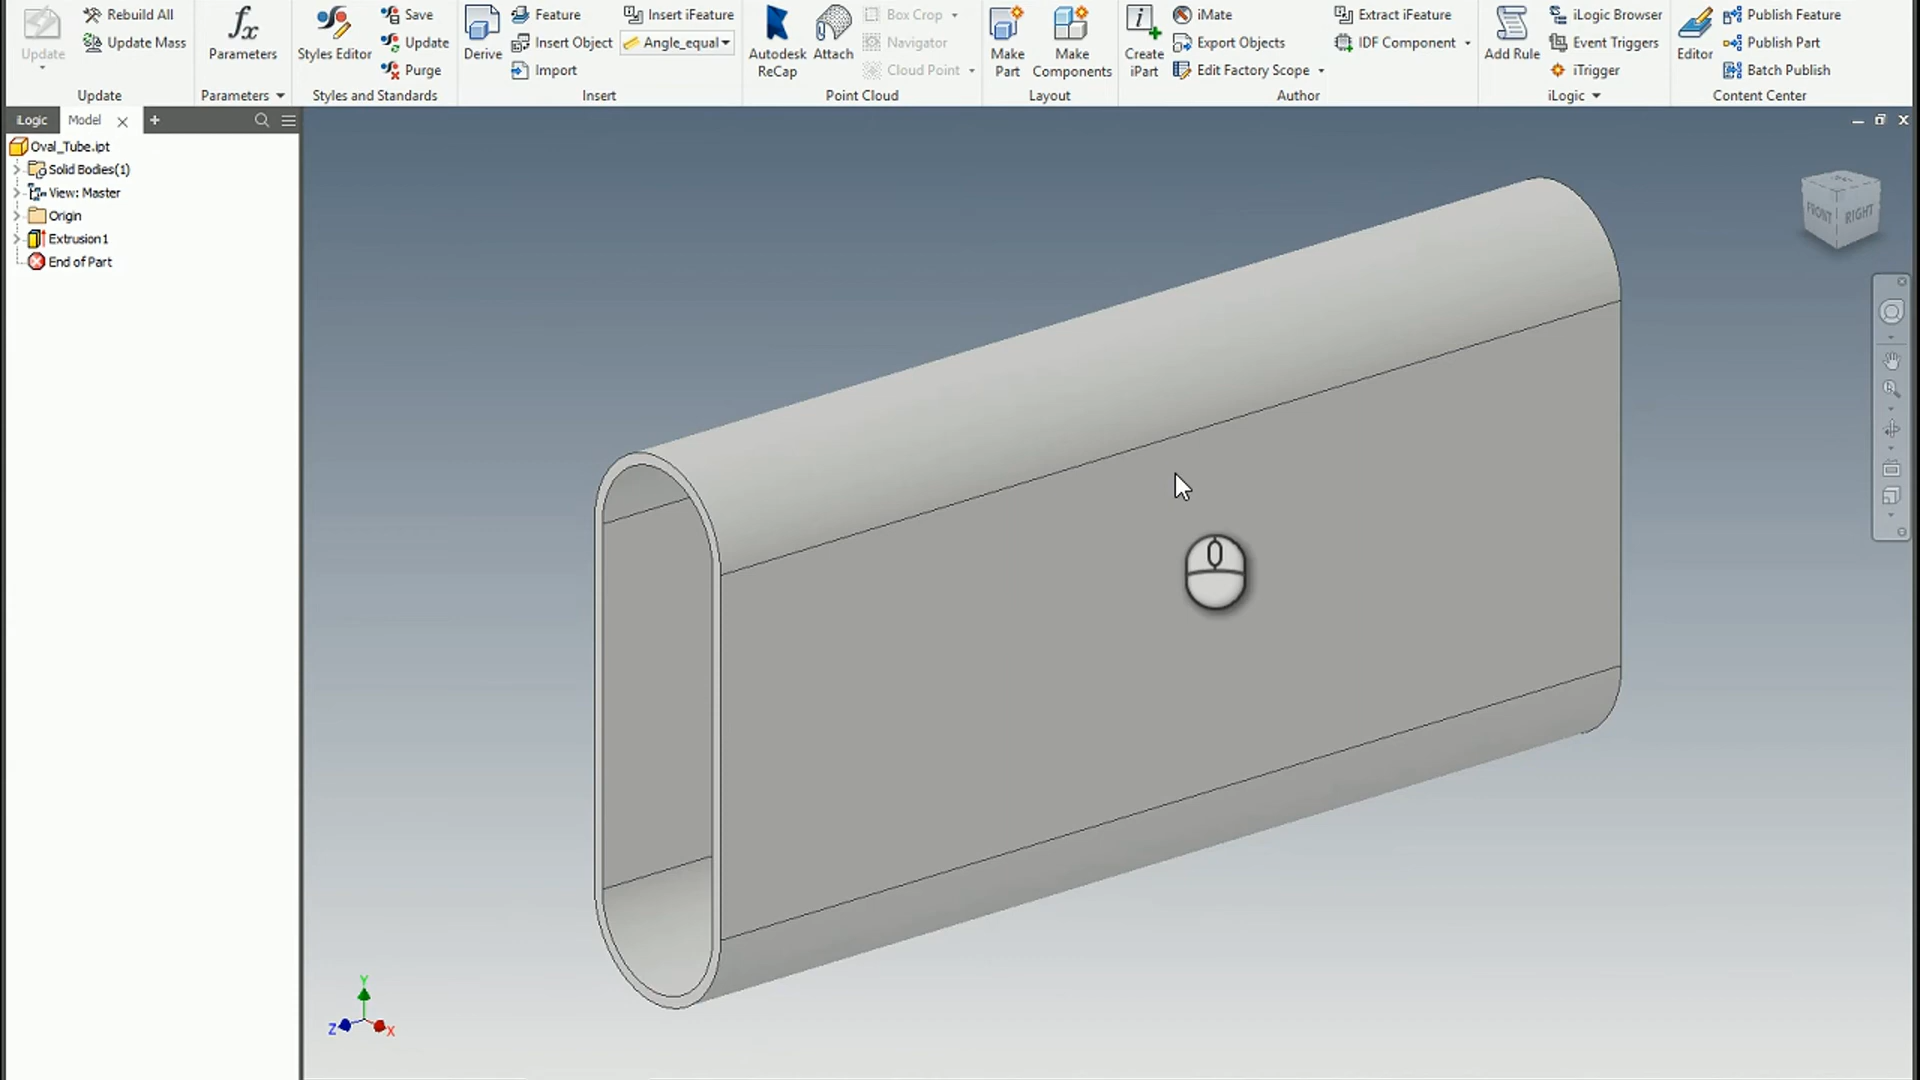 Update
Rebuild All
Update Mass
Update
fx
Parameters
Parameters
Styles Editor
Save
Update
Purge
Styles and Standards
Derive
Feature
Insert Object
Import
Insert iFeature
Angle_equal
Insert
Autodesk
ReCap
Attach
Box Crop
Navigator
Cloud Point
Point Cloud
Make
Part
Make
Components
Layout
Create
iPart
iMate
Export Objects
Edit Factory Scope
Extract iFeature
IDF Component
Author
Add Rule
iLogic Browser
Event Triggers
iTrigger
iLogic
Editor
Publish Feature
Publish Part
Batch Publish
Content Center
iLogic
Model
Oval_Tube.ipt
Solid Bodies(1)
View: Master
Origin
Extrusion1
End of Part
FRONT
RIGHT
Y
Z
X